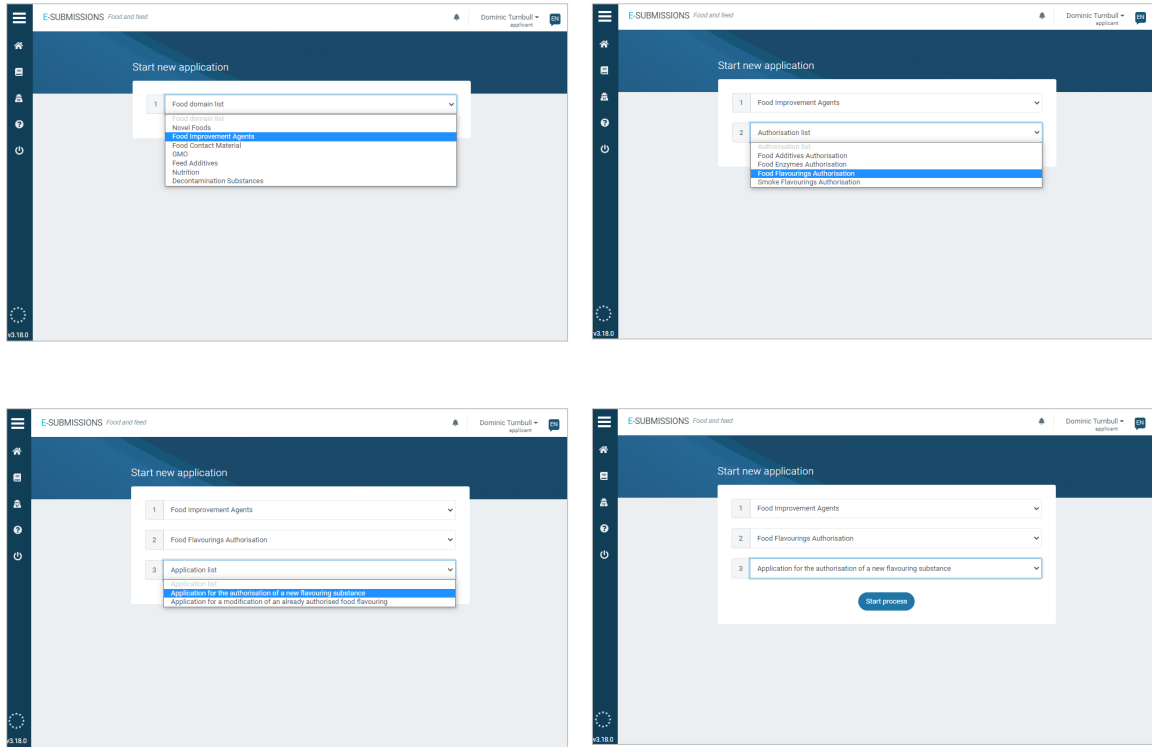 E-SUBMISSIONS Food and feed
Dominic Turnbull
applicant
EN
Start new application
1 Food domain list
Food domain list
Novel Foods
Food Improvement Agents
Food Contact Material
GMO
Feed Additives
Nutrition
Decontamination Substances
v3.18.0
E-SUBMISSIONS Food and feed
Dominic Turnbull
applicant
EN
Start new application
1 Food Improvement Agents
2 Authorisation list
Authorisation list
Food Additives Authorisation
Food Enzymes Authorisation
Food Flavourings Authorisation
Smoke Flavourings Authorisation
v3.18.0
E-SUBMISSIONS Food and feed
Dominic Turnbull
applicant
EN
Start new application
1 Food Improvement Agents
2 Food Flavourings Authorisation
3 Application list
Application list
Application for the authorisation of a new flavouring substance
Application for a modification of an already authorised food flavouring
v3.18.0
E-SUBMISSIONS Food and feed
Dominic Turnbull
applicant
EN
Start new application
1 Food Improvement Agents
2 Food Flavourings Authorisation
3 Application for the authorisation of a new flavouring substance
Start process
v3.18.0